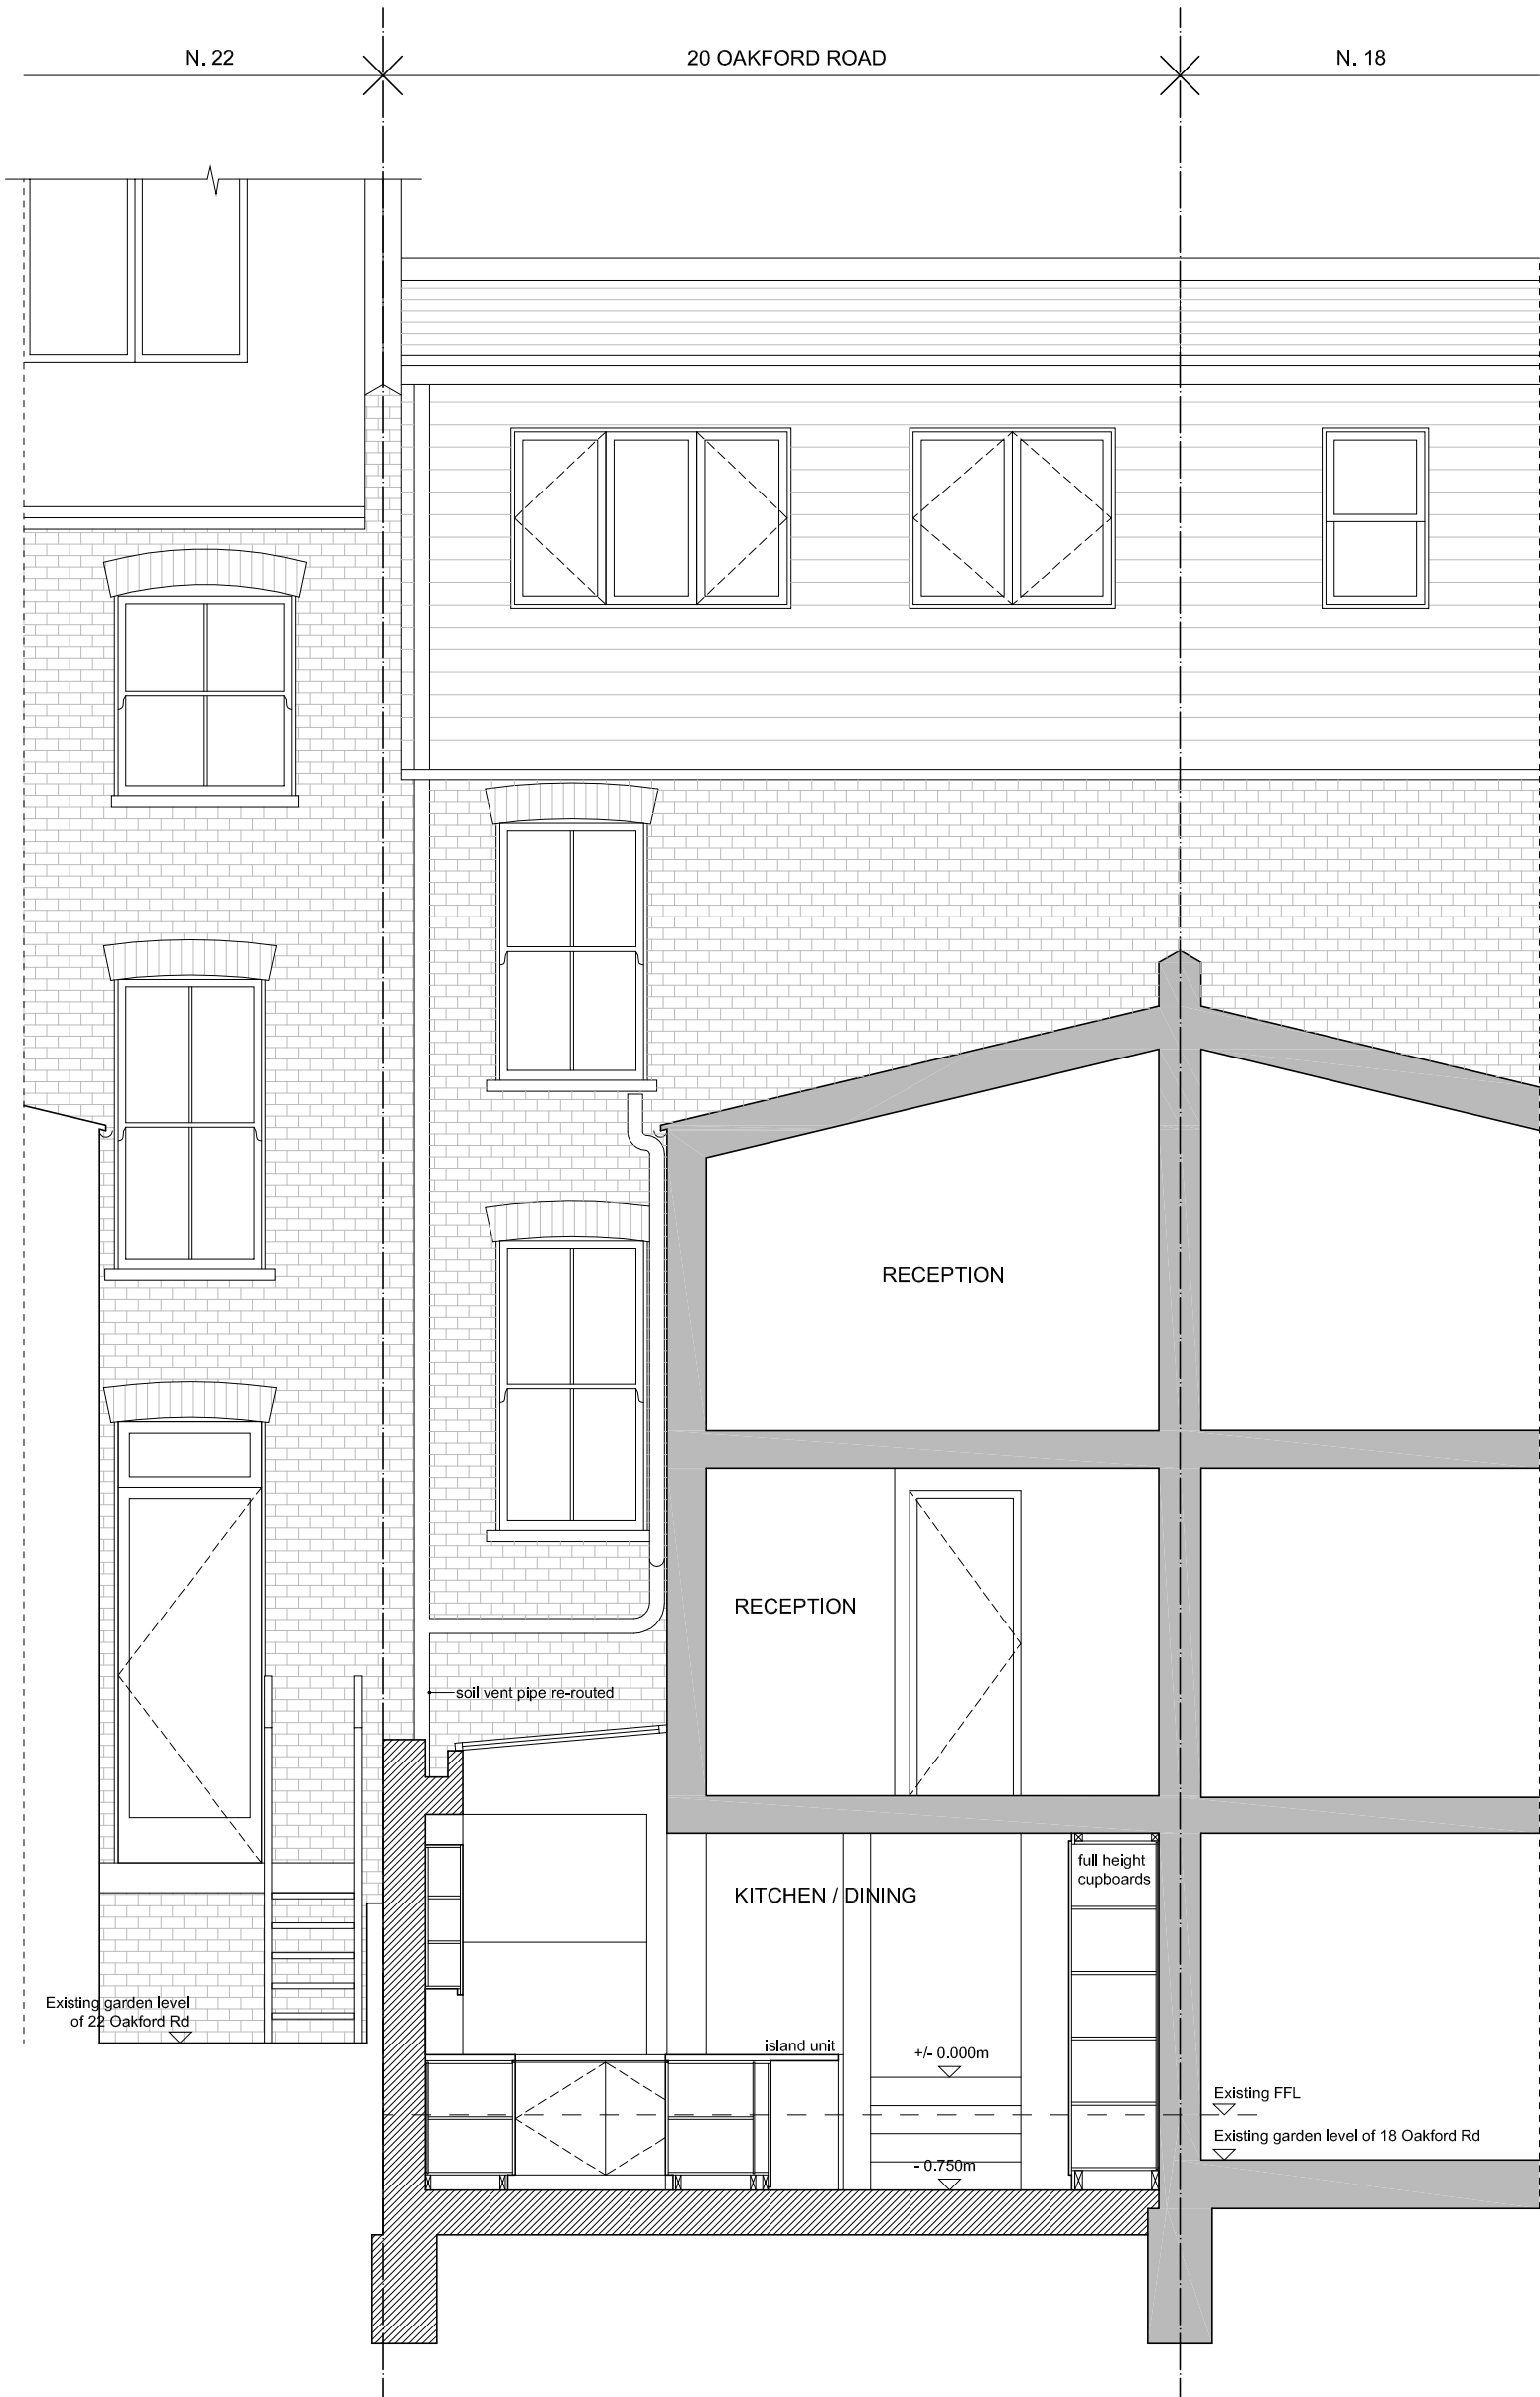 N. 22
20 OAKFORD ROAD
N. 18
RECEPTION
RECEPTION
soil vent pipe re-routed
full height
cupboards
KITCHEN / DINING
Existing garden level
of 22 Oakford Rd
island unit
+/- 0.000m
Existing FFL
Existing garden level of 18 Oakford Rd
- 0.750m